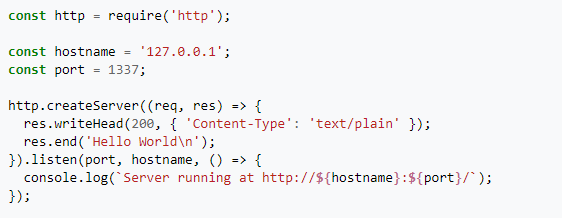 const http = require('http');
const hostname = '127.0.0.1';
const port = 1337;
http.createServer((req, res) => {
  res.writeHead(200, { 'Content-Type': 'text/plain' });
  res.end('Hello World\n');
}).listen(port, hostname, () => {
  console.log(`Server running at http://${hostname}:${port}/`);
});